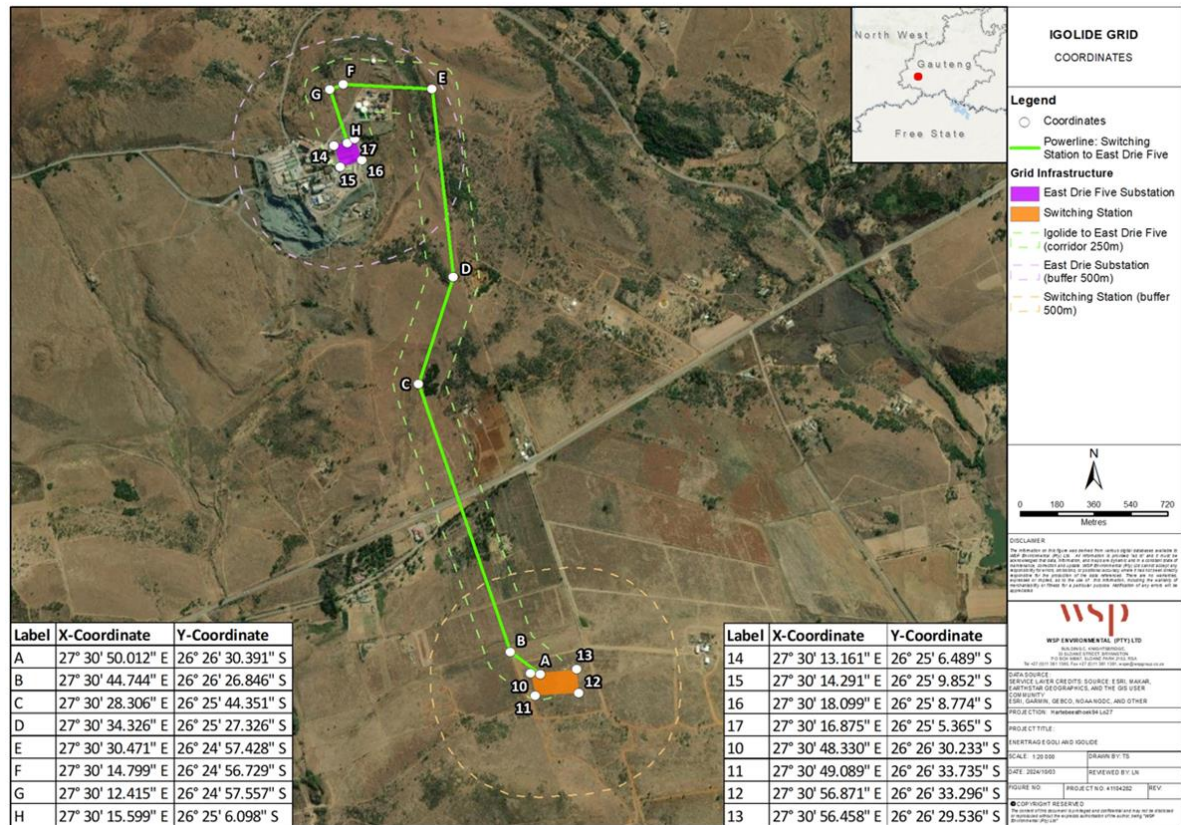 North West
Gauteng
Free State
F
E
G
H
14
17
15
16
D
C
B
A
13
10
12
11
Label X-Coordinate Y-Coordinate
A 27° 30' 50.012" E 26° 26' 30.391" S
B 27° 30' 44.744" E 26° 26' 26.846" S
C 27° 30' 28.306" E 26° 25' 44.351" S
D 27° 30' 34.326" E 26° 25' 27.326" S
E 27° 30' 30.471" E 26° 24' 57.428" S
F 27° 30' 14.799" E 26° 24' 56.729" S
G 27° 30' 12.415" E 26° 24' 57.557" S
H 27° 30' 15.599" E 26° 25' 6.098" S
Label X-Coordinate Y-Coordinate
14 27° 30' 13.161" E 26° 25' 6.489" S
15 27° 30' 14.291" E 26° 25' 9.852" S
16 27° 30' 18.099" E 26° 25' 8.774" S
17 27° 30' 16.875" E 26° 25' 5.365" S
10 27° 30' 48.330" E 26° 26' 30.233" S
11 27° 30' 49.089" E 26° 26' 33.735" S
12 27° 30' 56.871" E 26° 26' 33.296" S
13 27° 30' 56.458" E 26° 26' 29.536" S
IGOLIDE GRID
COORDINATES
Legend
Coordinates
Powerline: Switching
Station to East Drie Five
Grid Infrastructure
East Drie Five Substation
Switching Station
Igolide to East Drie Five
(corridor 250m)
East Drie Substation
(buffer 500m)
Switching Station (buffer
500m)
N
0 180 360 540 720
Metres
DISCLAIMER:
wsp
WSP ENVIRONMENTAL (PTY) LTD
DATA SOURCE:
SERVICE LAYER CREDITS: SOURCE: ESRI, MAXAR,
EARTHSTAR GEOGRAPHICS, AND THE GIS USER
COMMUNITY
ESRI, GARMIN, GEBCO, NOAA NGDC, AND OTHER
PROJECTION: Hartebeesthoek94 Lo27
PROJECT TITLE:
ENERTRAG EGOLI AND IGOLIDE
SCALE: 1:20 000 DRAWN BY: TS
DATE: 2024/10/03 REVIEWED BY: LN
FIGURE NO: PROJECT NO: 41104282 REV:
COPYRIGHT RESERVED